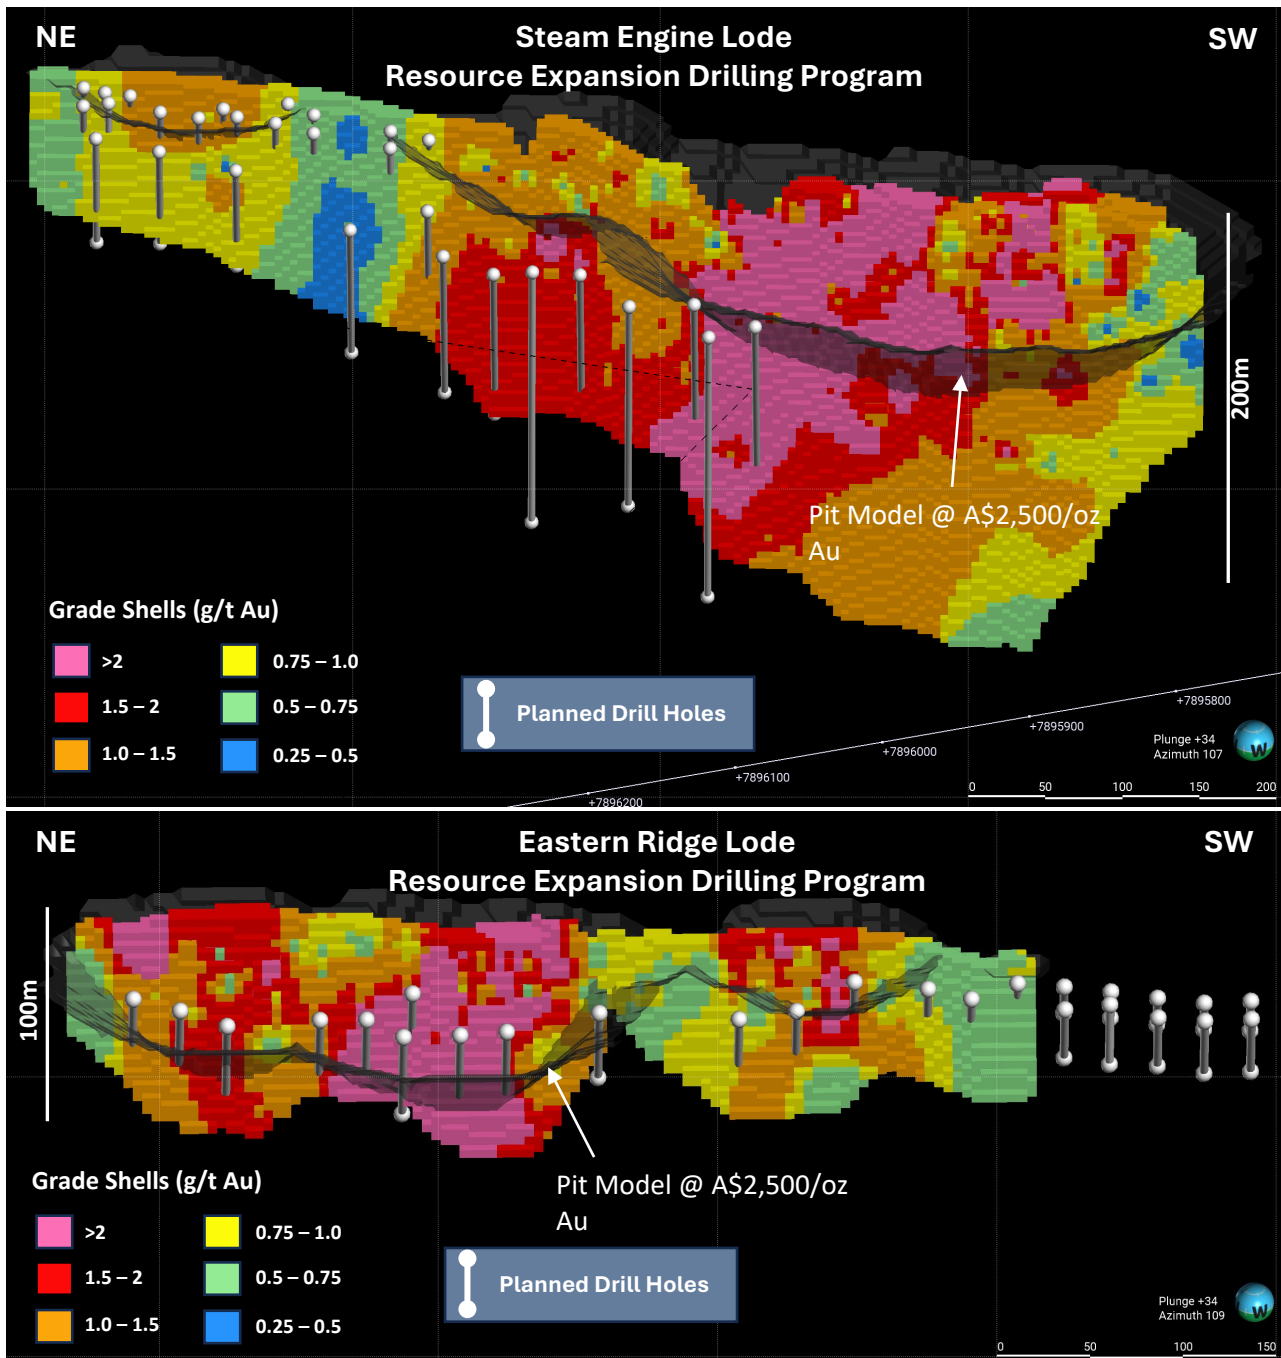 NE
Steam Engine Lode
SW
Resource Expansion Drilling Program
200m
Pit Model @ A$2,500/oz
Au
Grade Shells (g/t Au)
>2
0.75 – 1.0
1.5 – 2
0.5 – 0.75
1.0 – 1.5
0.25 – 0.5
Planned Drill Holes
+7895800
+7895900
+7896000
+7896100
+7896200
Plunge +34
Azimuth 107
W
0 50 100 150 200
NE
Eastern Ridge Lode
SW
Resource Expansion Drilling Program
100m
Pit Model @ A$2,500/oz
Au
Grade Shells (g/t Au)
>2
0.75 – 1.0
1.5 – 2
0.5 – 0.75
1.0 – 1.5
0.25 – 0.5
Planned Drill Holes
Plunge +34
Azimuth 109
W
0 50 100 150